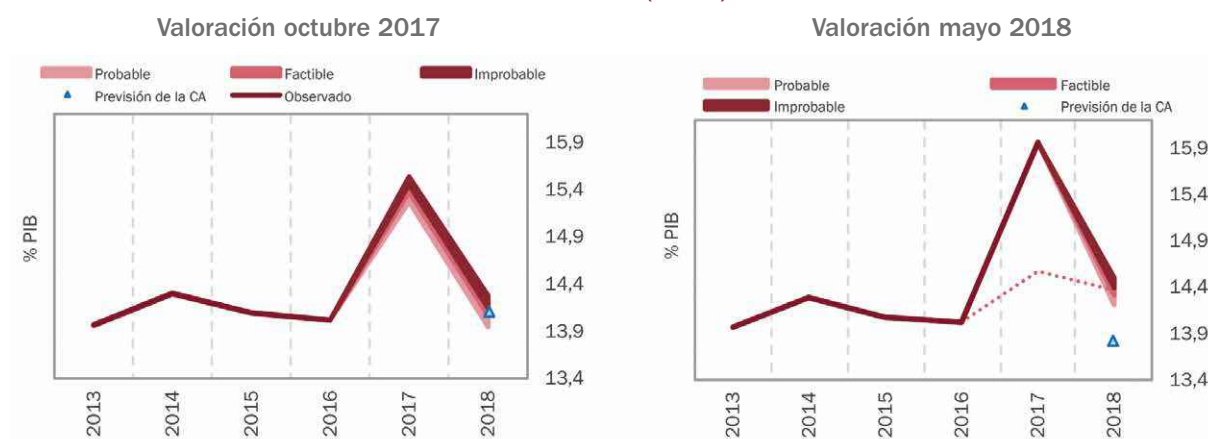 Valoración octubre 2017
Probable
Factible
Improbable
Previsión de la CA
Observado
% PIB
15,9
15,4
14,9
14,4
13,9
13,4
2013
2014
2015
2016
2017
2018
Valoración mayo 2018
Probable
Factible
Improbable
Previsión de la CA
% PIB
15,9
15,4
14,9
14,4
13,9
13,4
2013
2014
2015
2016
2017
2018